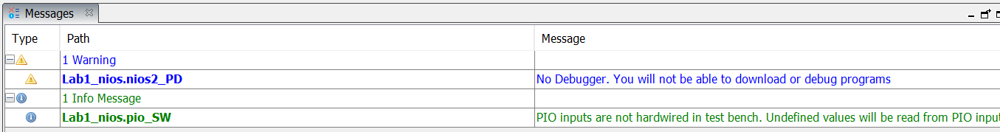 Messages
Type Path Message
1 Warning
Lab1_nios.nios2_PD No Debugger. You will not be able to download or debug programs
1 Info Message
Lab1_nios.pio_SW PIO inputs are not hardwired in test bench. Undefined values will be read from PIO input